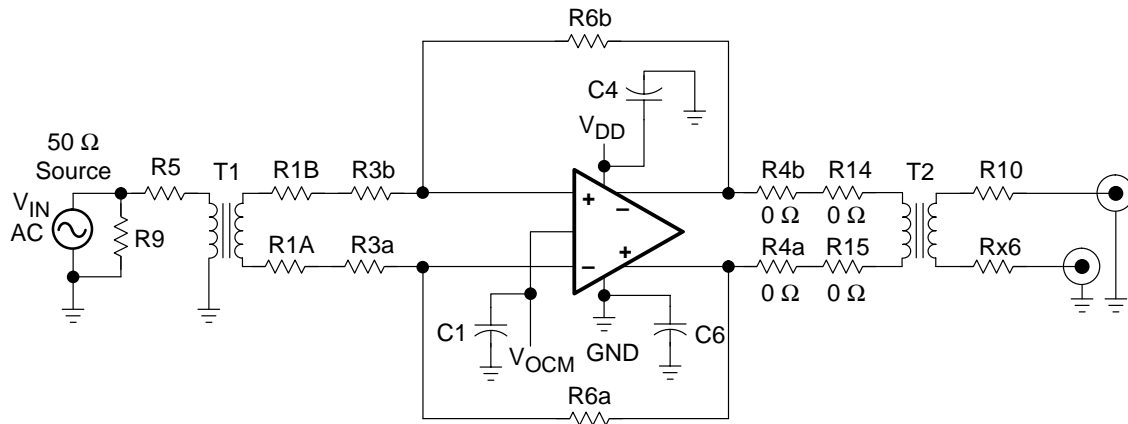 R6b
C4
50 Ω
Source
V_DD
R5
T1
R1B
R3b
R4b
R14
T2
R10
V_IN
AC
+
−
0 Ω
0 Ω
R9
R1A
R3a
−
+
R4a
R15
Rx6
0 Ω
0 Ω
C1
V_OCM
GND
C6
R6a